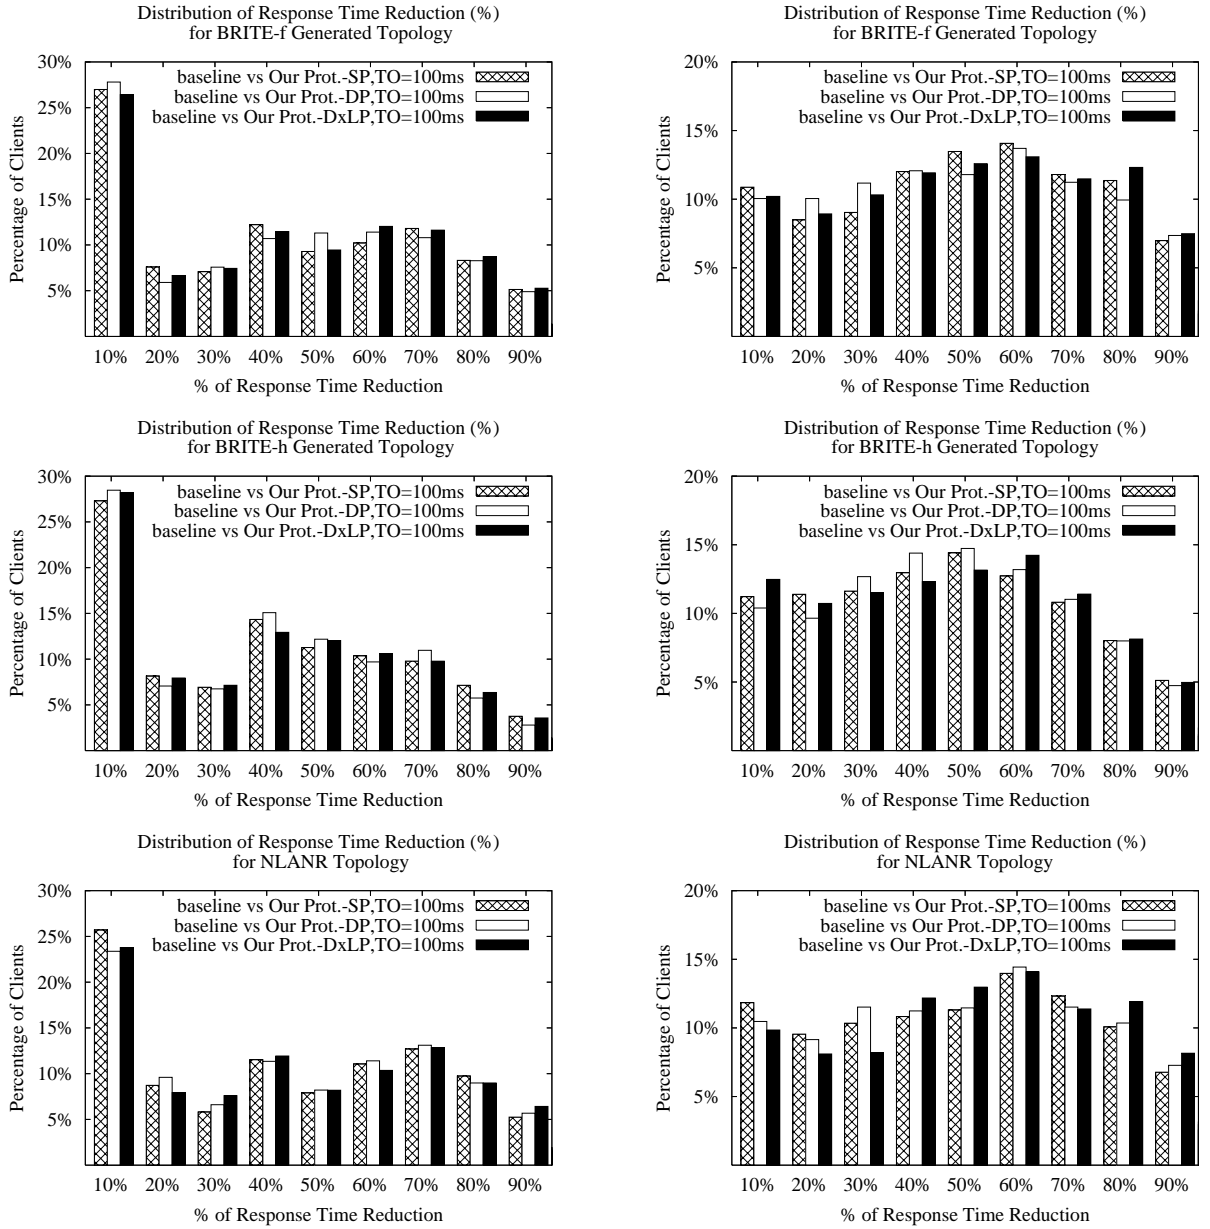 Distribution of Response Time Reduction (%)
for BRITE-f Generated Topology
30%
25%
20%
15%
10%
5%
Percentage of Clients
baseline vs Our Prot.-SP,TO=100ms
baseline vs Our Prot.-DP,TO=100ms
baseline vs Our Prot.-DxLP,TO=100ms
10% 20% 30% 40% 50% 60% 70% 80% 90%
% of Response Time Reduction
Distribution of Response Time Reduction (%)
for BRITE-f Generated Topology
20%
15%
10%
5%
Percentage of Clients
baseline vs Our Prot.-SP,TO=100ms
baseline vs Our Prot.-DP,TO=100ms
baseline vs Our Prot.-DxLP,TO=100ms
10% 20% 30% 40% 50% 60% 70% 80% 90%
% of Response Time Reduction
Distribution of Response Time Reduction (%)
for BRITE-h Generated Topology
30%
25%
20%
15%
10%
5%
Percentage of Clients
baseline vs Our Prot.-SP,TO=100ms
baseline vs Our Prot.-DP,TO=100ms
baseline vs Our Prot.-DxLP,TO=100ms
10% 20% 30% 40% 50% 60% 70% 80% 90%
% of Response Time Reduction
Distribution of Response Time Reduction (%)
for BRITE-h Generated Topology
20%
15%
10%
5%
Percentage of Clients
baseline vs Our Prot.-SP,TO=100ms
baseline vs Our Prot.-DP,TO=100ms
baseline vs Our Prot.-DxLP,TO=100ms
10% 20% 30% 40% 50% 60% 70% 80% 90%
% of Response Time Reduction
Distribution of Response Time Reduction (%)
for NLANR Topology
30%
25%
20%
15%
10%
5%
Percentage of Clients
baseline vs Our Prot.-SP,TO=100ms
baseline vs Our Prot.-DP,TO=100ms
baseline vs Our Prot.-DxLP,TO=100ms
10% 20% 30% 40% 50% 60% 70% 80% 90%
% of Response Time Reduction
Distribution of Response Time Reduction (%)
for NLANR Topology
20%
15%
10%
5%
Percentage of Clients
baseline vs Our Prot.-SP,TO=100ms
baseline vs Our Prot.-DP,TO=100ms
baseline vs Our Prot.-DxLP,TO=100ms
10% 20% 30% 40% 50% 60% 70% 80% 90%
% of Response Time Reduction